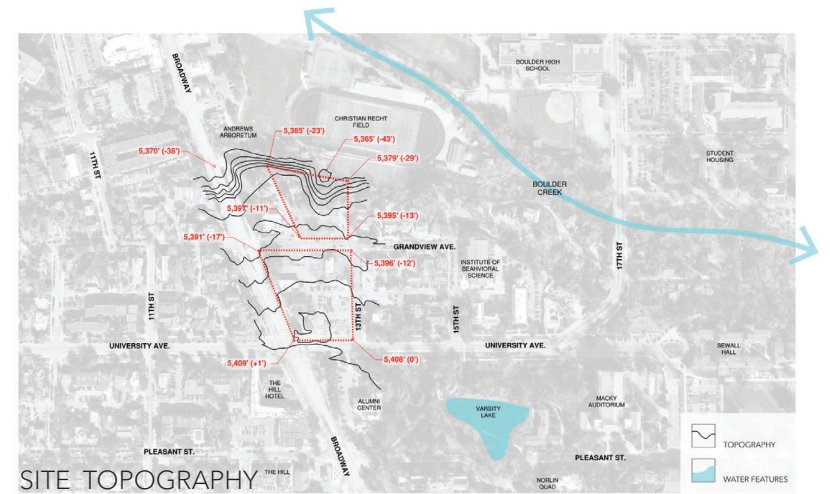 BROADWAY
BOULDER HIGH
SCHOOL
CHRISTIAN RECHT
FIELD
ANDREWS
ARBORETUM
5,385' (-23')
5,365' (-43')
5,370' (-38')
5,379' (-29')
11TH ST
STUDENT
HOUSING
BOULDER
CREEK
5,397' (-11')
5,395' (-13')
5,391' (-17')
GRANDVIEW AVE.
17TH ST
5,396' (-12')
INSTITUTE OF
BEAHVIORAL
SCIENCE
11TH ST
13TH ST
15TH ST
UNIVERSITY AVE.
UNIVERSITY AVE.
SEWALL
HALL
5,409' (+1')
5,408' (0')
THE
HILL
HOTEL
ALUMNI
CENTER
VARSITY
LAKE
MACKY
AUDITORIUM
TOPOGRAPHY
BROADWAY
PLEASANT ST.
PLEASANT ST.
SITE TOPOGRAPHY
THE HILL
NORLIN
QUAD
WATER FEATURES